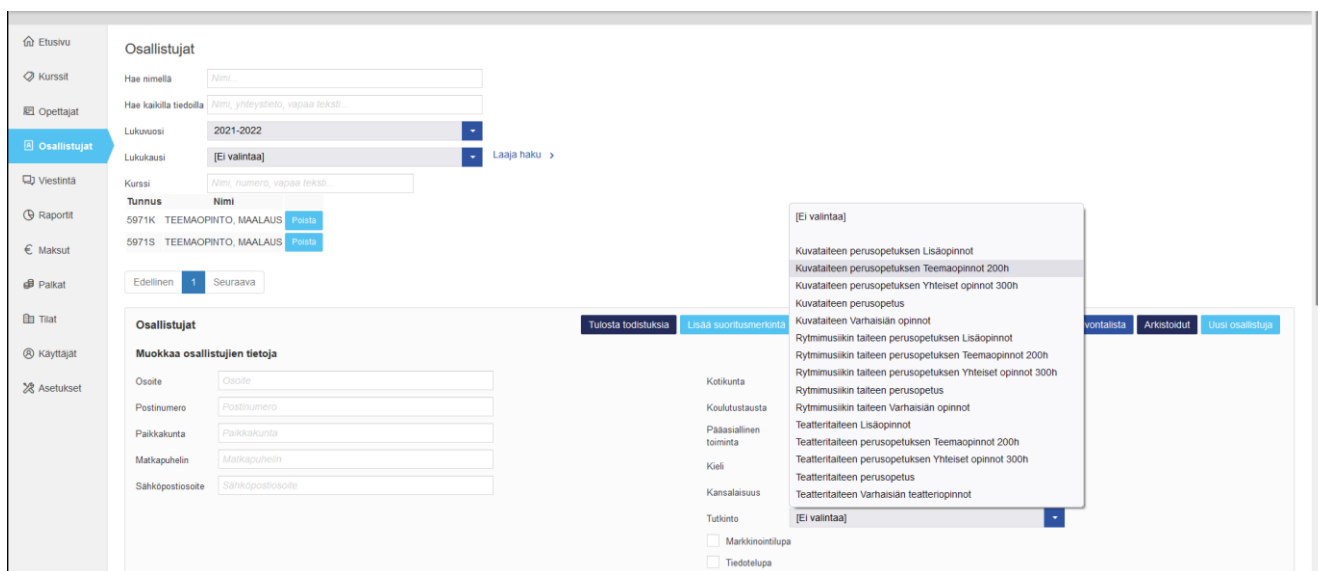 Etusivu
Kurssit
Opettajat
Osallistujat
Viestintä
Raportit
€ Maksut
Palkat
Tilat
Käyttäjät
Asetukset
Osallistujat
Hae nimellä Nimi...
Hae kaikilla tiedoilla Nimi, yhteystieto, vapaa teksti...
Lukuvuosi 2021-2022
Lukukausi [Ei valintaa] Laaja haku >
Kurssi Nimi, numero, vapaa teksti...
Tunnus Nimi
5971K TEEMAOPINTO, MAALAUS Poista
5971S TEEMAOPINTO, MAALAUS Poista
Edellinen 1 Seuraava
Osallistujat Tulosta todistuksia Lisää suoritusmerkintä vontalista Arkistoidut Uusi osallistuja
Muokkaa osallistujien tietoja
Osoite Osoite
Postinumero Postinumero
Paikkakunta Paikkakunta
Matkapuhelin Matkapuhelin
Sähköpostiosoite Sähköpostiosoite
Kotikunta
Koulutustausta
Pääasiallinen
toiminta
Kieli
Kansalaisuus
[Ei valintaa]
Kuvataiteen perusopetuksen Lisäopinnot
Kuvataiteen perusopetuksen Teemaopinnot 200h
Kuvataiteen perusopetuksen Yhteiset opinnot 300h
Kuvataiteen perusopetus
Kuvataiteen Varhaisiän opinnot
Rytmimusiikin taiteen perusopetuksen Lisäopinnot
Rytmimusiikin taiteen perusopetuksen Teemaopinnot 200h
Rytmimusiikin taiteen perusopetuksen Yhteiset opinnot 300h
Rytmimusiikin taiteen perusopetus
Rytmimusiikin taiteen Varhaisiän opinnot
Teatteritaiteen Lisäopinnot
Teatteritaiteen perusopetuksen Teemaopinnot 200h
Teatteritaiteen perusopetuksen Yhteiset opinnot 300h
Teatteritaiteen perusopetus
Teatteritaiteen Varhaisiän teatteriopinnot
Tutkinto [Ei valintaa]
Markkinointilupa
Tiedotelupa